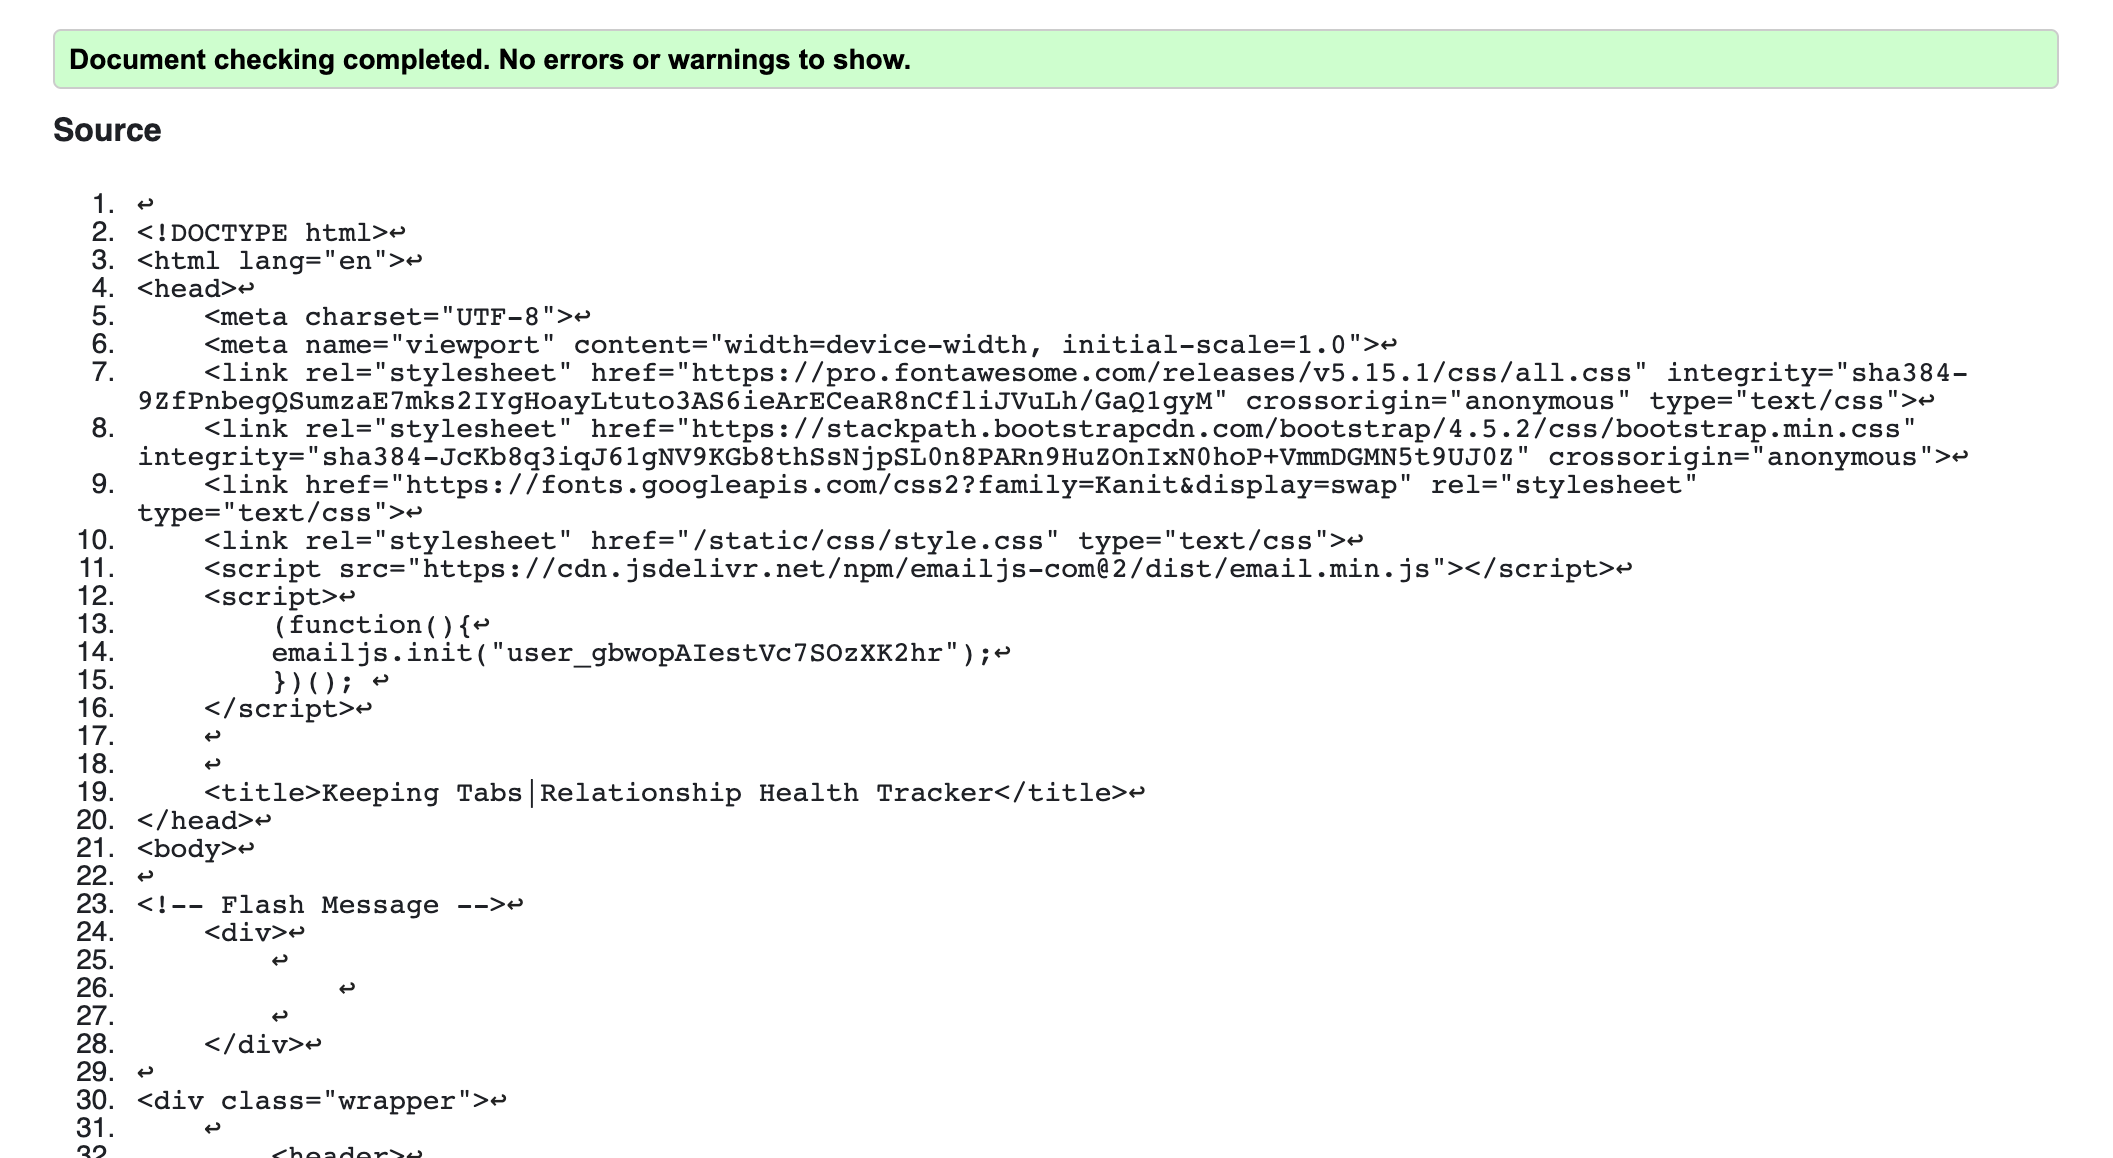 Document checking completed. No errors or warnings to show.
Source
1. ↩
2. <!DOCTYPE html>↩
3. <html lang="en">↩
4. <head>↩
5.     <meta charset="UTF-8">↩
6.     <meta name="viewport" content="width=device-width, initial-scale=1.0">↩
7.     <link rel="stylesheet" href="https://pro.fontawesome.com/releases/v5.15.1/css/all.css" integrity="sha384-
9ZfPnbegQSumzaE7mks2IYgHoayLtuto3AS6ieArECeaR8nCfliJVuLh/GaQ1gyM" crossorigin="anonymous" type="text/css">↩
8.     <link rel="stylesheet" href="https://stackpath.bootstrapcdn.com/bootstrap/4.5.2/css/bootstrap.min.css"
integrity="sha384-JcKb8q3iqJ61gNV9KGb8thSsNjpSL0n8PARn9HuZOnIxN0hoP+VmmDGMN5t9UJ0Z" crossorigin="anonymous">↩
9.     <link href="https://fonts.googleapis.com/css2?family=Kanit&display=swap" rel="stylesheet"
type="text/css">↩
10.     <link rel="stylesheet" href="/static/css/style.css" type="text/css">↩
11.     <script src="https://cdn.jsdelivr.net/npm/emailjs-com@2/dist/email.min.js"></script>↩
12.     <script>↩
13.         (function(){↩
14.         emailjs.init("user_gbwopAIestVc7SOzXK2hr");↩
15.         })(); ↩
16.     </script>↩
17.     ↩
18.     ↩
19.     <title>Keeping Tabs|Relationship Health Tracker</title>↩
20. </head>↩
21. <body>↩
22. ↩
23. <!-- Flash Message -->↩
24.     <div>↩
25.         ↩
26.             ↩
27.         ↩
28.     </div>↩
29. ↩
30. <div class="wrapper">↩
31.     ↩
32.         <header>↩